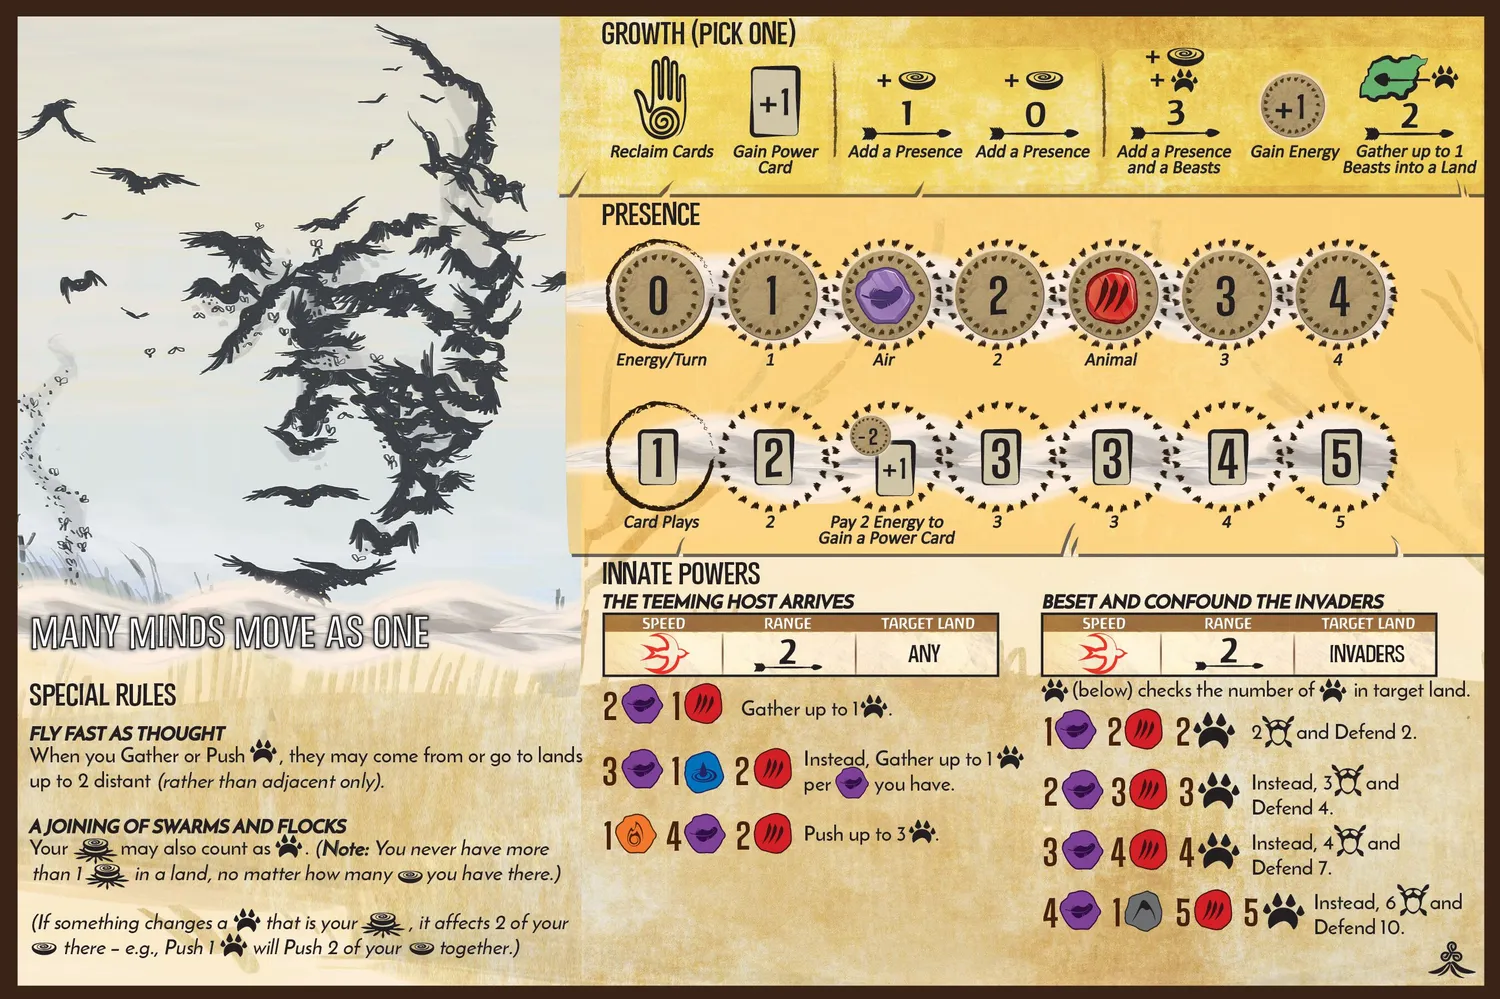 GROWTH (PICK ONE)
+1
+
1
+
0
+
+
3
+1
2
Reclaim Cards
Gain Power
Card
Add a Presence
Add a Presence
Add a Presence
and a Beasts
Gain Energy
Gather up to 1
Beasts into a Land
PRESENCE
0
1
2
3
4
Energy/Turn
1
Air
2
Animal
3
4
1
2
-2
+1
3
3
4
5
Card Plays
2
Pay 2 Energy to
Gain a Power Card
3
3
4
5
MANY MINDS MOVE AS ONE
SPECIAL RULES
FLY FAST AS THOUGHT
When you Gather or Push , they may come from or go to lands
up to 2 distant (rather than adjacent only).
A JOINING OF SWARMS AND FLOCKS
Your may also count as . (Note: You never have more
than 1 in a land, no matter how many you have there.)
(If something changes a that is your , it affects 2 of your
there – e.g., Push 1 will Push 2 of your together.)
INNATE POWERS
THE TEEMING HOST ARRIVES
SPEED RANGE TARGET LAND
2 ANY
2 1 Gather up to 1 .
3 1 2 Instead, Gather up to 1
per you have.
1 4 2 Push up to 3 .
BESET AND CONFOUND THE INVADERS
SPEED RANGE TARGET LAND
2 INVADERS
(below) checks the number of in target land.
1 2 2 2 and Defend 2.
2 3 3 Instead, 3 and
Defend 4.
3 4 4 Instead, 4 and
Defend 7.
4 1 5 5 Instead, 6 and
Defend 10.